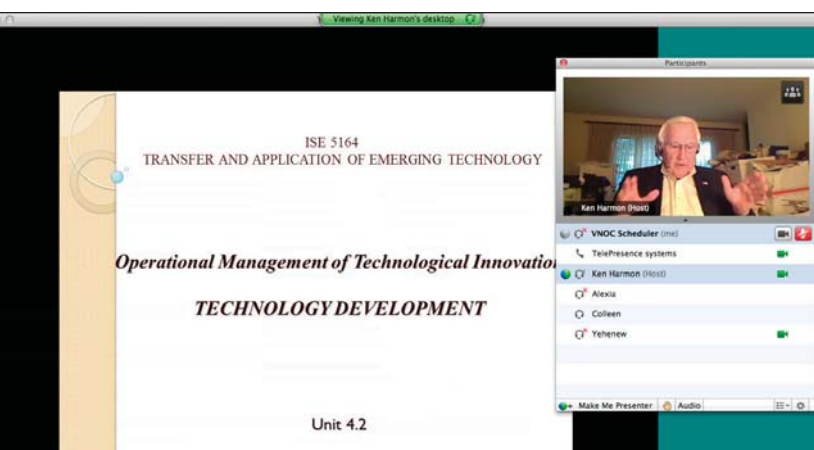 Viewing Ken Harmon's desktop
Participants
ISE 5164
TRANSFER AND APPLICATION OF EMERGING TECHNOLOGY
Operational Management of Technological Innovation
TECHNOLOGY DEVELOPMENT
Unit 4.2
Ken Harmon (Host)
VNOC Scheduler (me)
TelePresence systems
Ken Harmon (Host)
Alexia
Colleen
Yehenew
Make Me Presenter
Audio